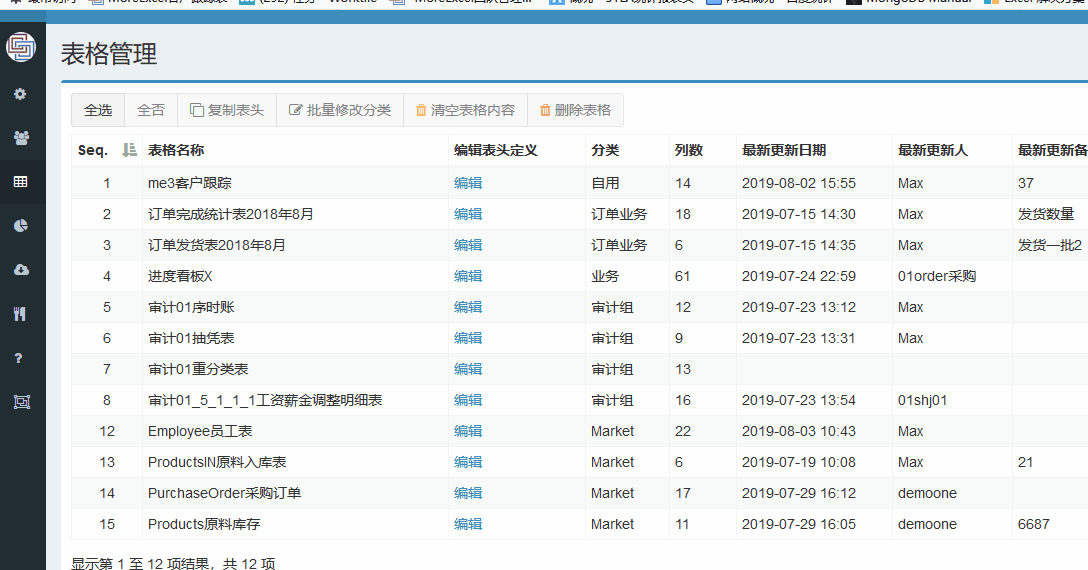 表格管理
全选 全否 复制表头 批量修改分类 清空表格内容 删除表格
Seq. 表格名称 编辑表头定义 分类 列数 最新更新日期 最新更新人 最新更新备
1 me3客户跟踪 编辑 自用 14 2019-08-02 15:55 Max 37
2 订单完成统计表2018年8月 编辑 订单业务 18 2019-07-15 14:30 Max 发货数量
3 订单发货表2018年8月 编辑 订单业务 6 2019-07-15 14:35 Max 发货一批2
4 进度看板X 编辑 业务 61 2019-07-24 22:59 01order采购
5 审计01序时账 编辑 审计组 12 2019-07-23 13:12 Max
6 审计01抽凭表 编辑 审计组 9 2019-07-23 13:31 Max
7 审计01重分类表 编辑 审计组 13
8 审计01_5_1_1_1工资薪金调整明细表 编辑 审计组 16 2019-07-23 13:54 01shj01
12 Employee员工表 编辑 Market 22 2019-08-03 10:43 Max
13 ProductsIN原料入库表 编辑 Market 6 2019-07-19 10:08 Max 21
14 PurchaseOrder采购订单 编辑 Market 17 2019-07-29 16:12 demoone
15 Products原料库存 编辑 Market 11 2019-07-29 16:05 demoone 6687
显示第 1 至 12 项结果，共 12 项